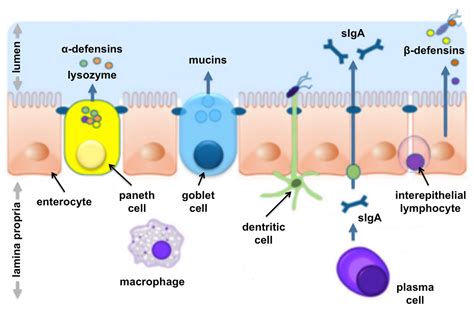 lumen
α-defensins
lysozyme
mucins
sIgA
β-defensins
lamina propria
enterocyte
paneth
cell
goblet
cell
dentritic
cell
sIgA
interepithelial
lymphocyte
macrophage
plasma
cell